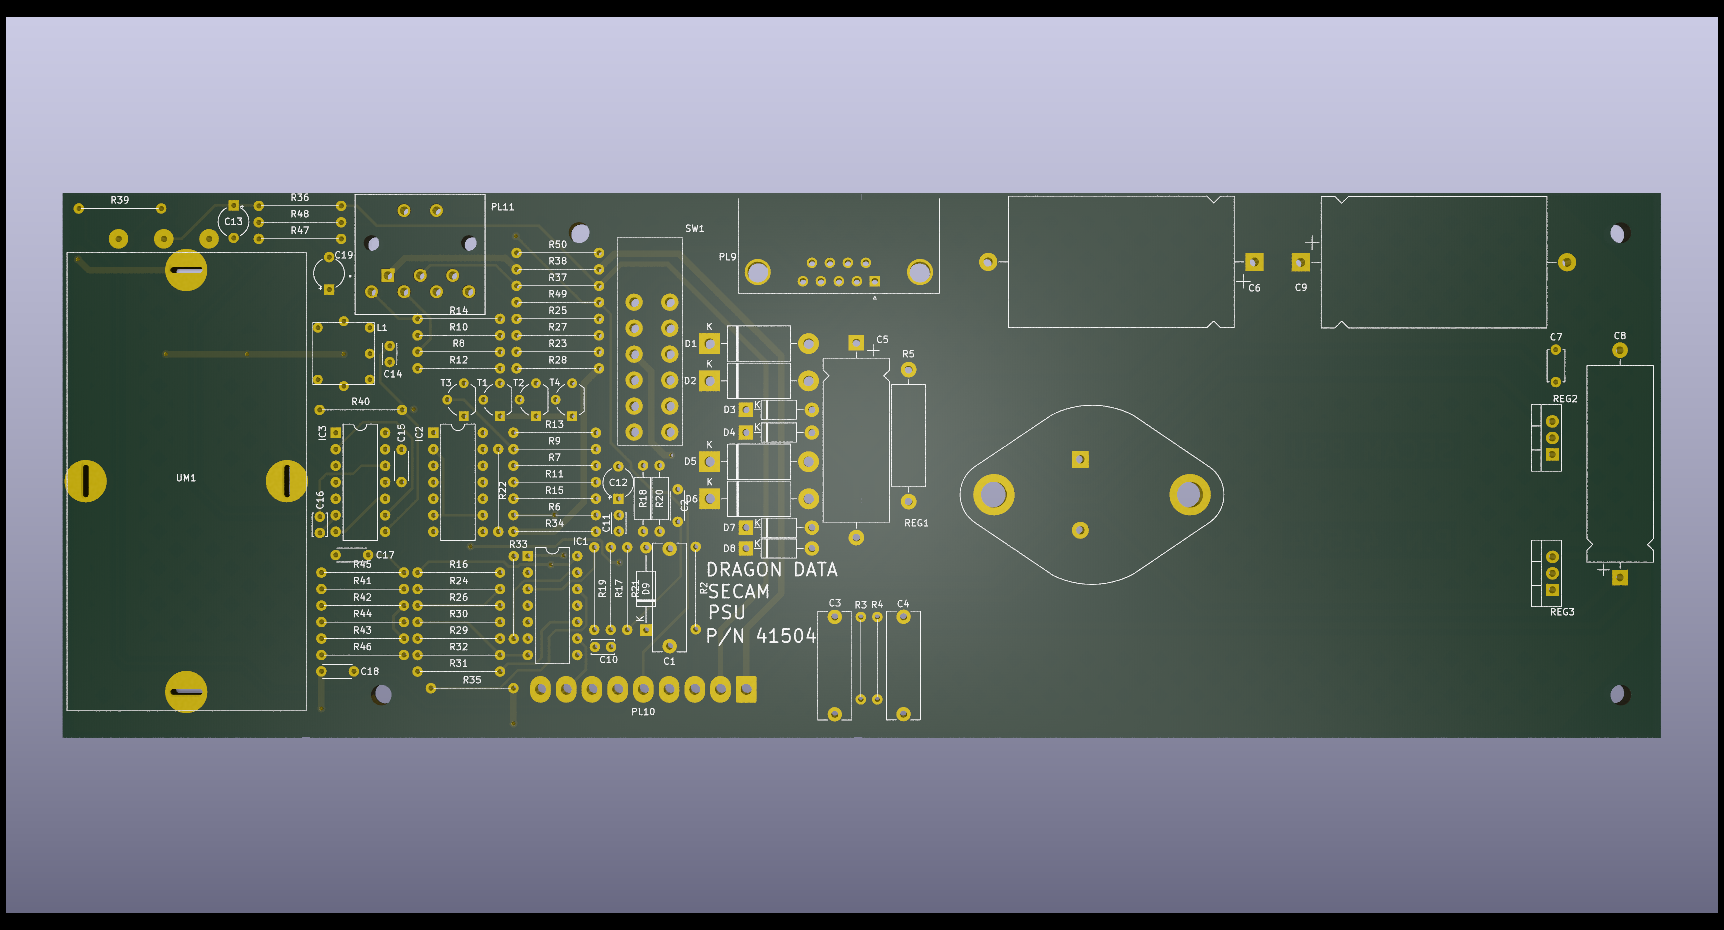 R39
R36
R48
R47
C13
C19
PL11
SW1
PL9
R50
R38
R37
R49
R25
R27
R23
R28
R14
R10
R8
R12
L1
C14
C6
C9
C7
C8
C5
R5
K
D1
K
D2
D3
K
D4
K
K
D5
K
D6
D7
K
D8
K
T3
T1
T2
T4
R40
IC3
C15
IC2
R13
R9
R7
R11
R15
R6
R34
R22
C12
R18
R20
C2
C11
REG1
REG2
REG3
UM1
C16
C17
R33
IC1
R45
R41
R42
R44
R43
R46
R16
R24
R26
R30
R29
R32
R31
R35
C18
R19
R17
R21
D9
K
R2
C10
C1
PL10
DRAGON DATA
SECAM
PSU
P/N 41504
C3
R3
R4
C4